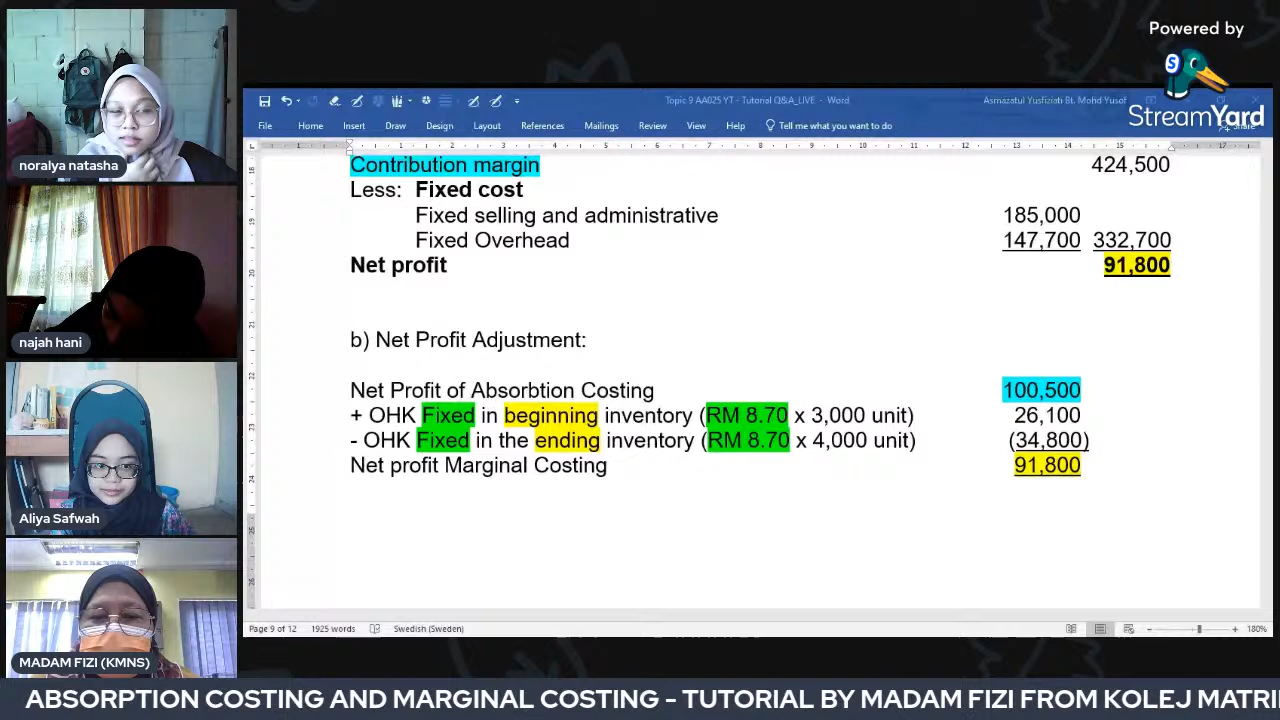 Powered by
StreamYard
noralya natasha
najah hani
Aliya Safwah
MADAM FIZI (KMNS)
Topic 9 AA025 YT - Tutorial Q&A_LIVE - Word
Asmazatul Yusfiziati Bt. Mohd Yusof
File Home Insert Draw Design Layout References Mailings Review View Help Tell me what you want to do
Contribution margin 424,500
Less: Fixed cost
Fixed selling and administrative 185,000
Fixed Overhead 147,700 332,700
Net profit 91,800
b) Net Profit Adjustment:
Net Profit of Absorbtion Costing 100,500
+ OHK Fixed in beginning inventory (RM 8.70 x 3,000 unit) 26,100
- OHK Fixed in the ending inventory (RM 8.70 x 4,000 unit) (34,800)
Net profit Marginal Costing 91,800
Page 9 of 12 1925 words Swedish (Sweden) 180%
ABSORPTION COSTING AND MARGINAL COSTING - TUTORIAL BY MADAM FIZI FROM KOLEJ MATRI